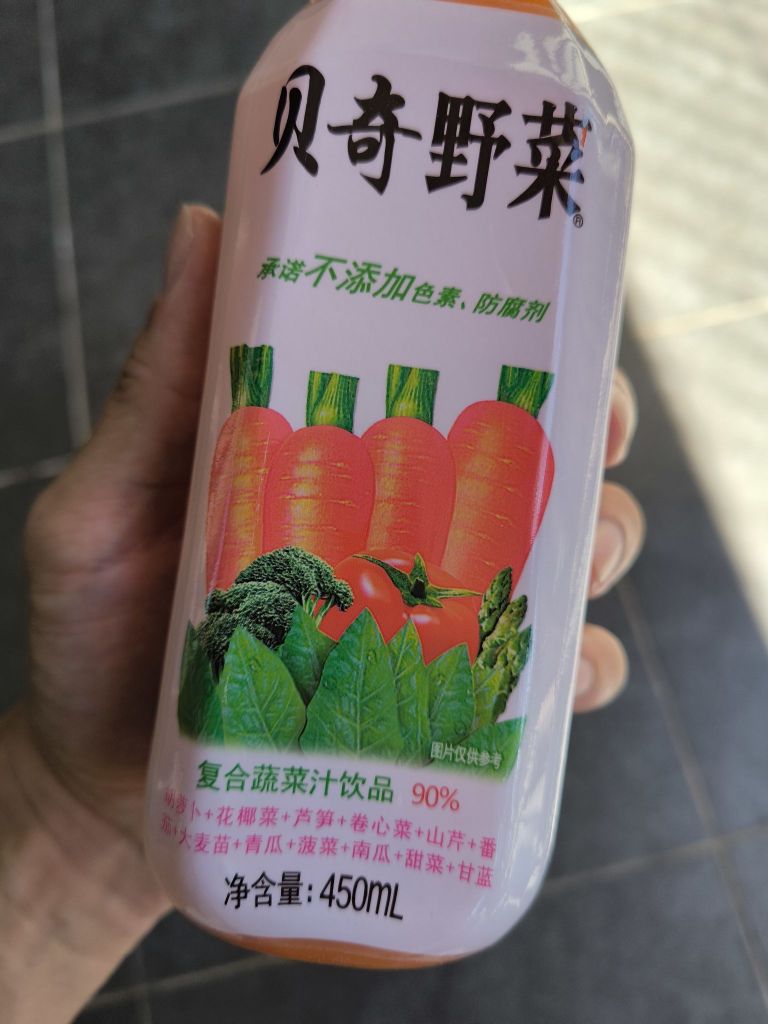 贝奇野菜®
承诺不添加色素、防腐剂
图片仅供参考
复合蔬菜汁饮品 90%
胡萝卜+花椰菜+芦笋+卷心菜+山芹+番
茄+大麦苗+青瓜+菠菜+南瓜+甜菜+甘蓝
净含量:450mL